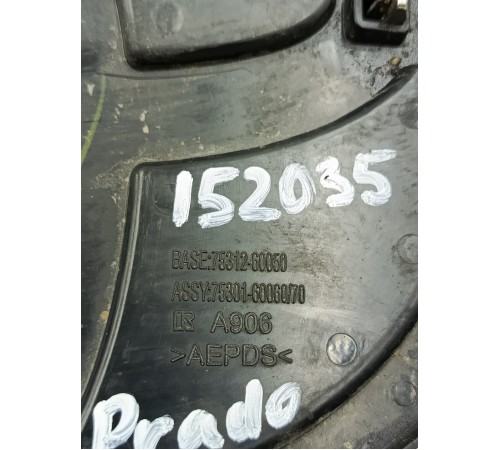 152035
BASE:75312-60050
ASSY:75301-60060/70
R A906
>AEPDS<
Prado